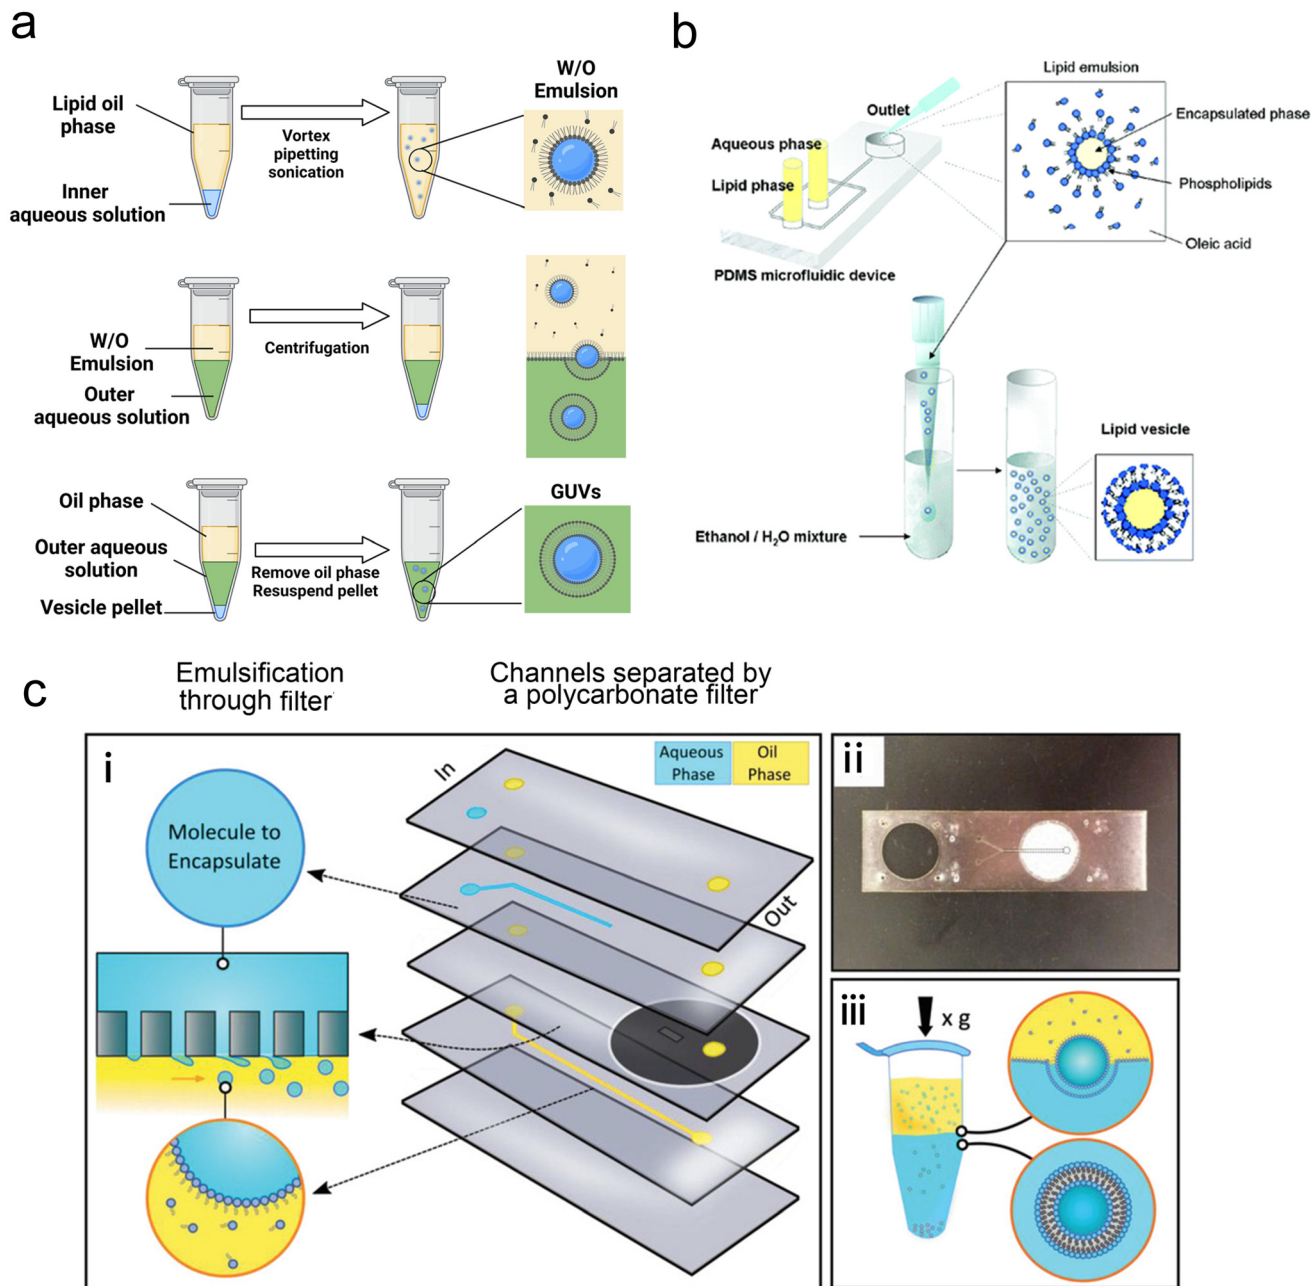 a
Lipid oil
phase
Inner
aqueous solution
Vortex
pipetting
sonication
W/O
Emulsion
W/O
Emulsion
Outer
aqueous solution
Centrifugation
Oil phase
Outer aqueous
solution
Vesicle pellet
Remove oil phase
Resuspend pellet
GUVs
b
Lipid emulsion
Outlet
Aqueous phase
Lipid phase
PDMS microfluidic device
Encapsulated phase
Phospholipids
Oleic acid
Lipid vesicle
Ethanol / H₂O mixture
c
Emulsification
through filter
Channels separated by
a polycarbonate filter
i
Aqueous
Phase
Oil
Phase
In
Out
Molecule to
Encapsulate
ii
iii
x g